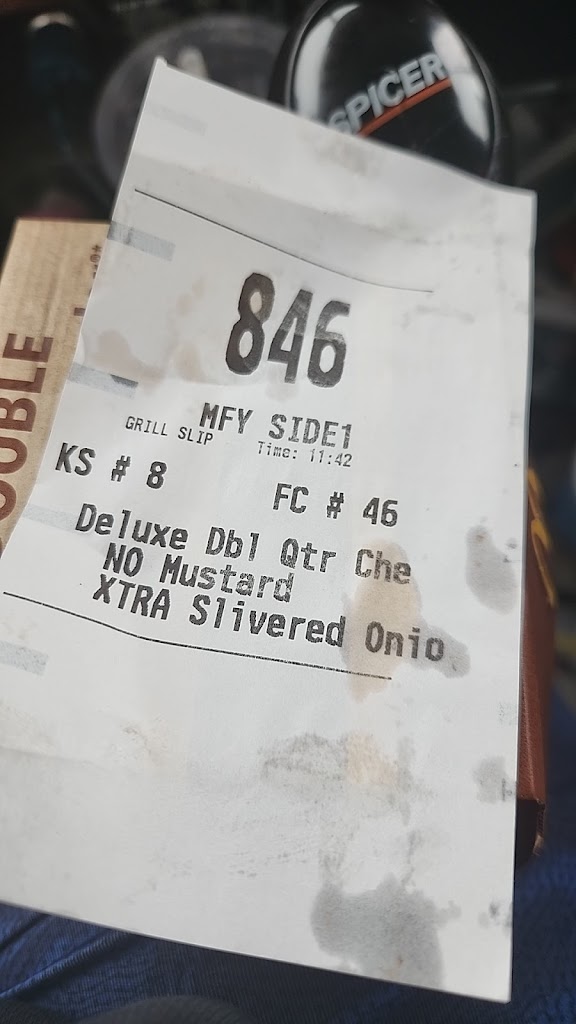 SPICER
846
MFY SIDE1
GRILL SLIP
Time: 11:42
KS # 8
FC # 46
Deluxe Dbl Qtr Che
NO Mustard
XTRA Slivered Onio